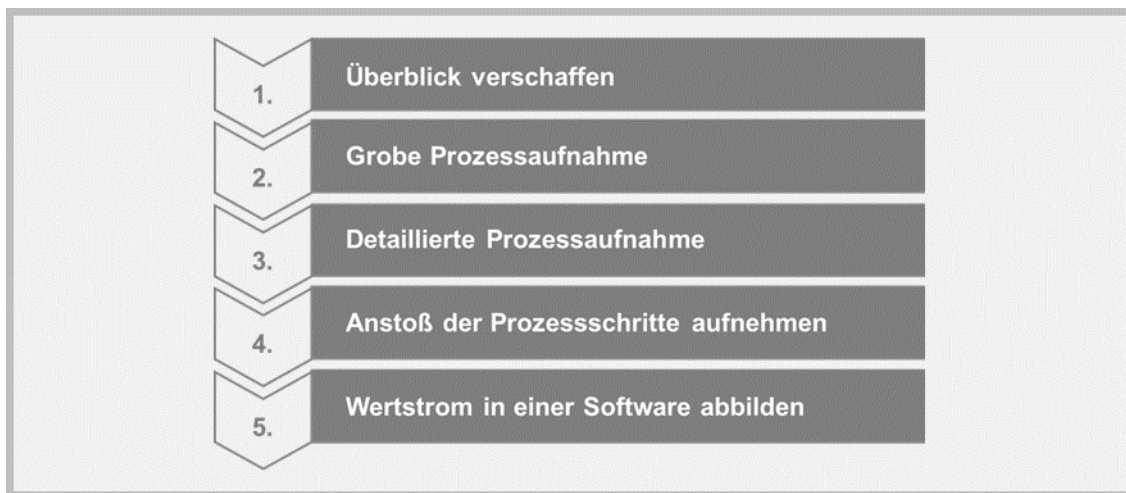 1. Überblick verschaffen
2. Grobe Prozessaufnahme
3. Detaillierte Prozessaufnahme
4. Anstoß der Prozessschritte aufnehmen
5. Wertstrom in einer Software abbilden